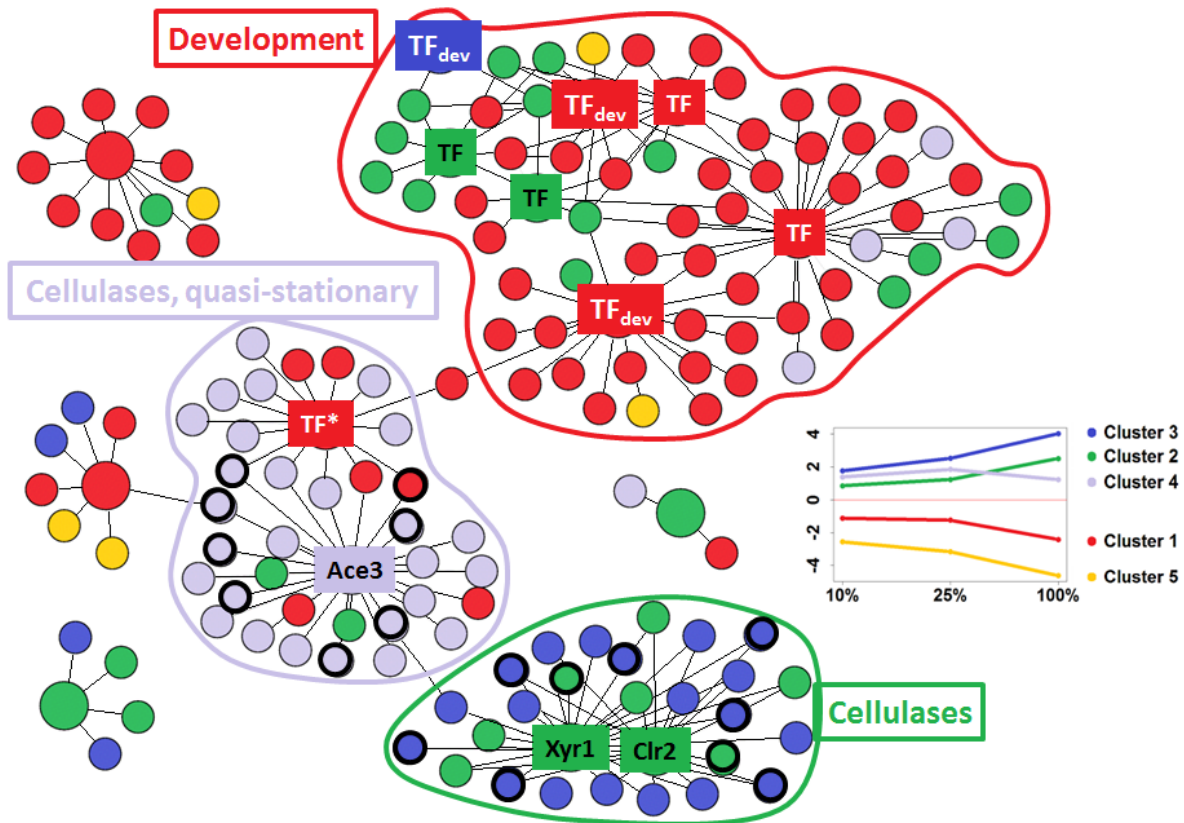 Development
TFdev
TFdev
TF
TF
TF
TF
TFdev
Cellulases, quasi-stationary
TF*
Ace3
4
2
0
-2
-4
10%
25%
100%
Cluster 3
Cluster 2
Cluster 4
Cluster 1
Cluster 5
Cellulases
Xyr1
Clr2